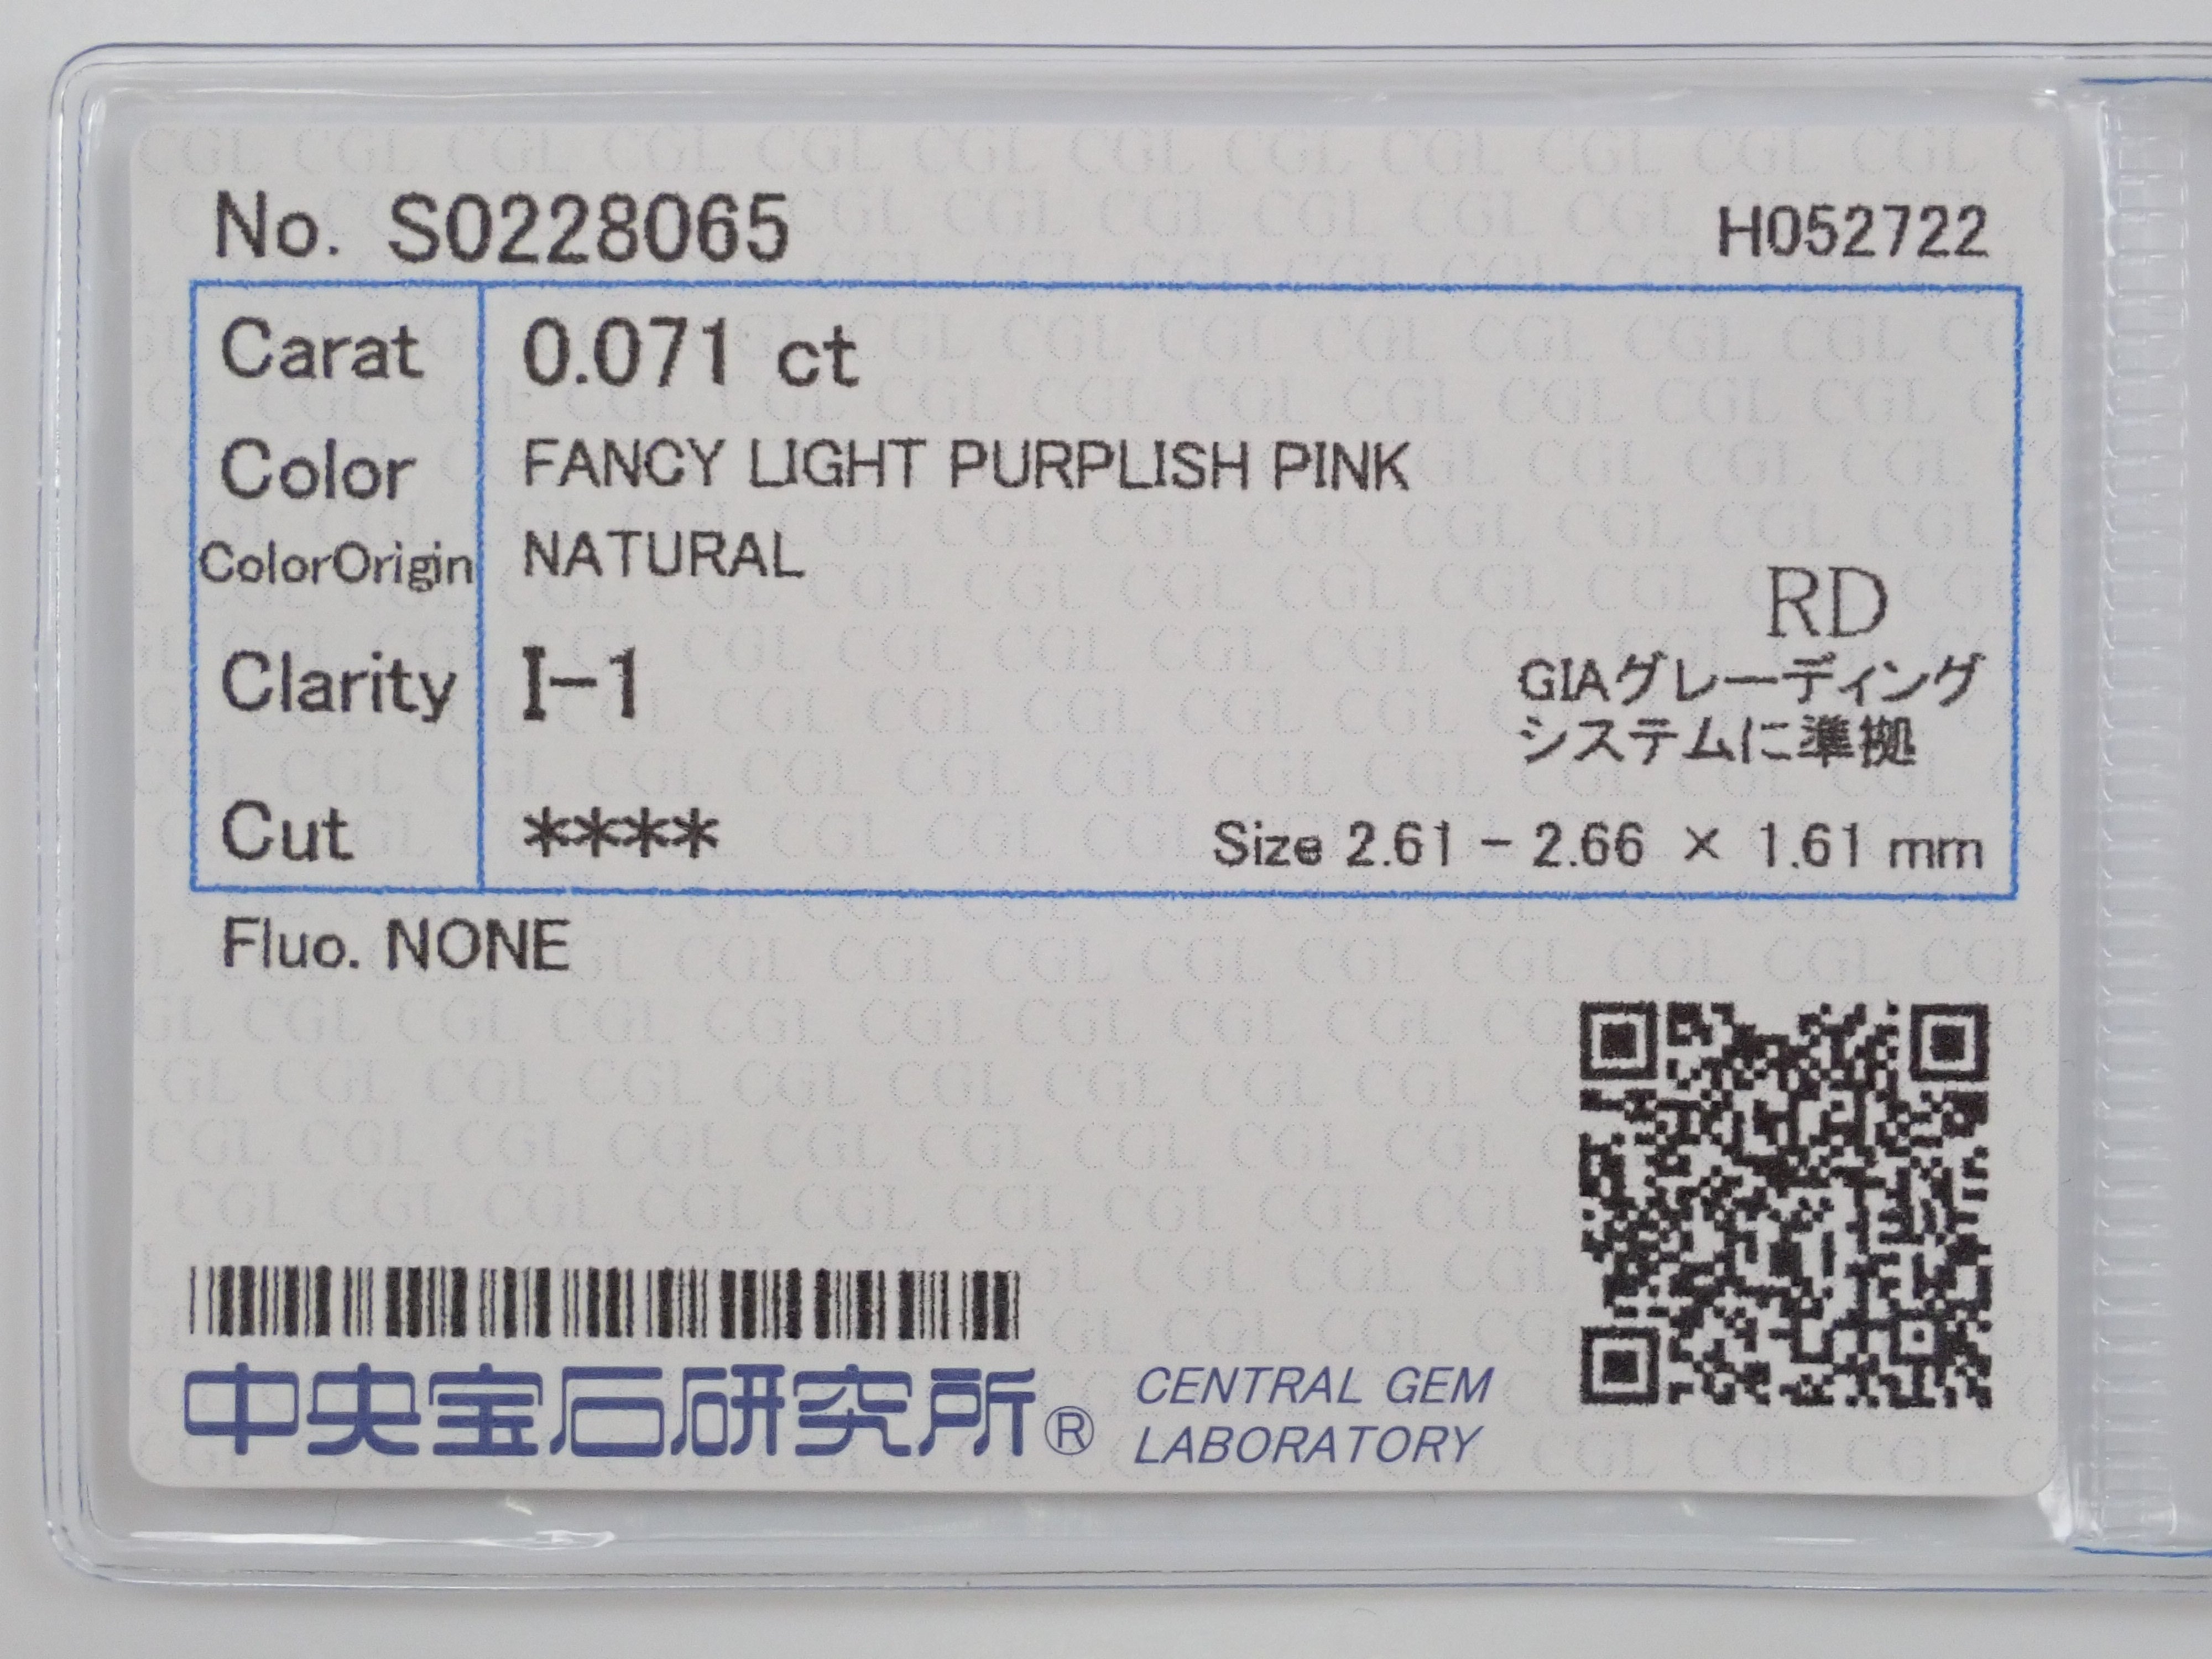 No. S0228065 H052722
Carat 0.071 ct
Color FANCY LIGHT PURPLISH PINK
ColorOrigin NATURAL
RD
Clarity I-1
GIAグレーディング
システムに準拠
Cut ****
Size 2.61 - 2.66 × 1.61 mm
Fluo. NONE
中央宝石研究所®
CENTRAL GEM
LABORATORY